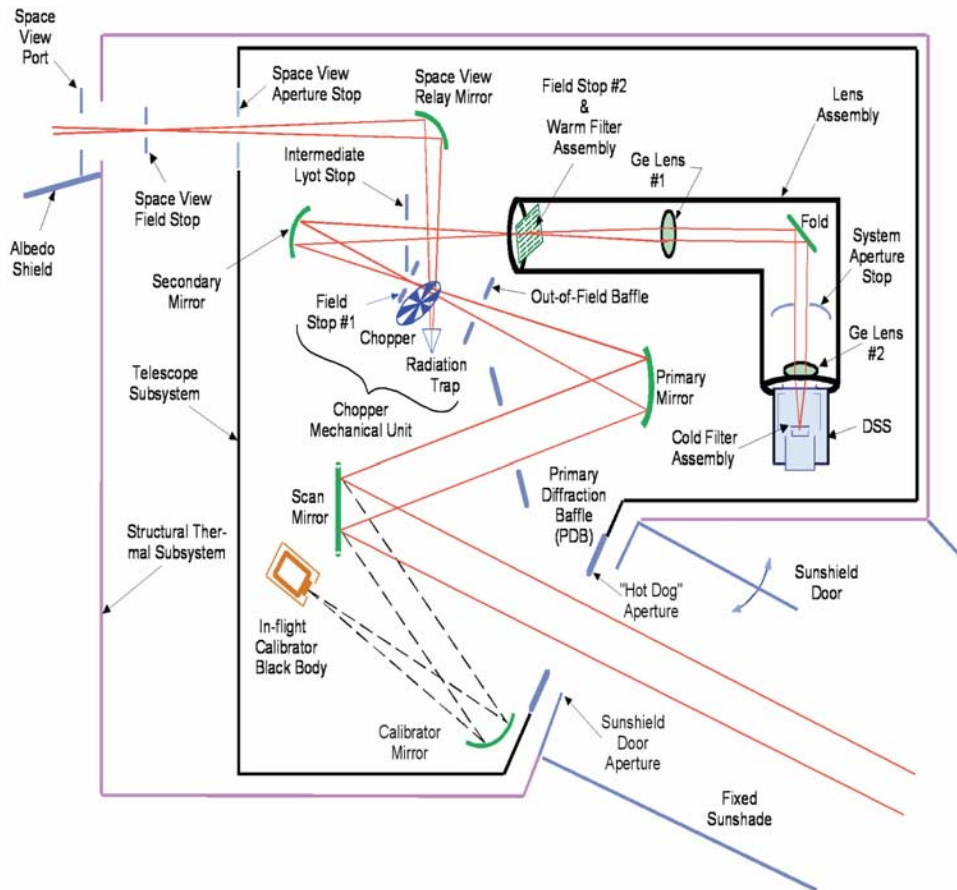 Space
View
Port
Space View
Aperture Stop
Space View
Relay Mirror
Field Stop #2
&
Warm Filter
Assembly
Lens
Assembly
Ge Lens
#1
Intermediate
Lyot Stop
Space View
Field Stop
Fold
System
Aperture
Stop
Albedo
Shield
Secondary
Mirror
Out-of-Field Baffle
Field
Stop #1
Chopper
Ge Lens
#2
Radiation
Trap
Telescope
Subsystem
Primary
Mirror
Chopper
Mechanical Unit
DSS
Cold Filter
Assembly
Scan
Mirror
Primary
Diffraction
Baffle
(PDB)
Structural Ther-
mal Subsystem
"Hot Dog"
Aperture
Sunshield
Door
In-flight
Calibrator
Black Body
Calibrator
Mirror
Sunshield
Door
Aperture
Fixed
Sunshade